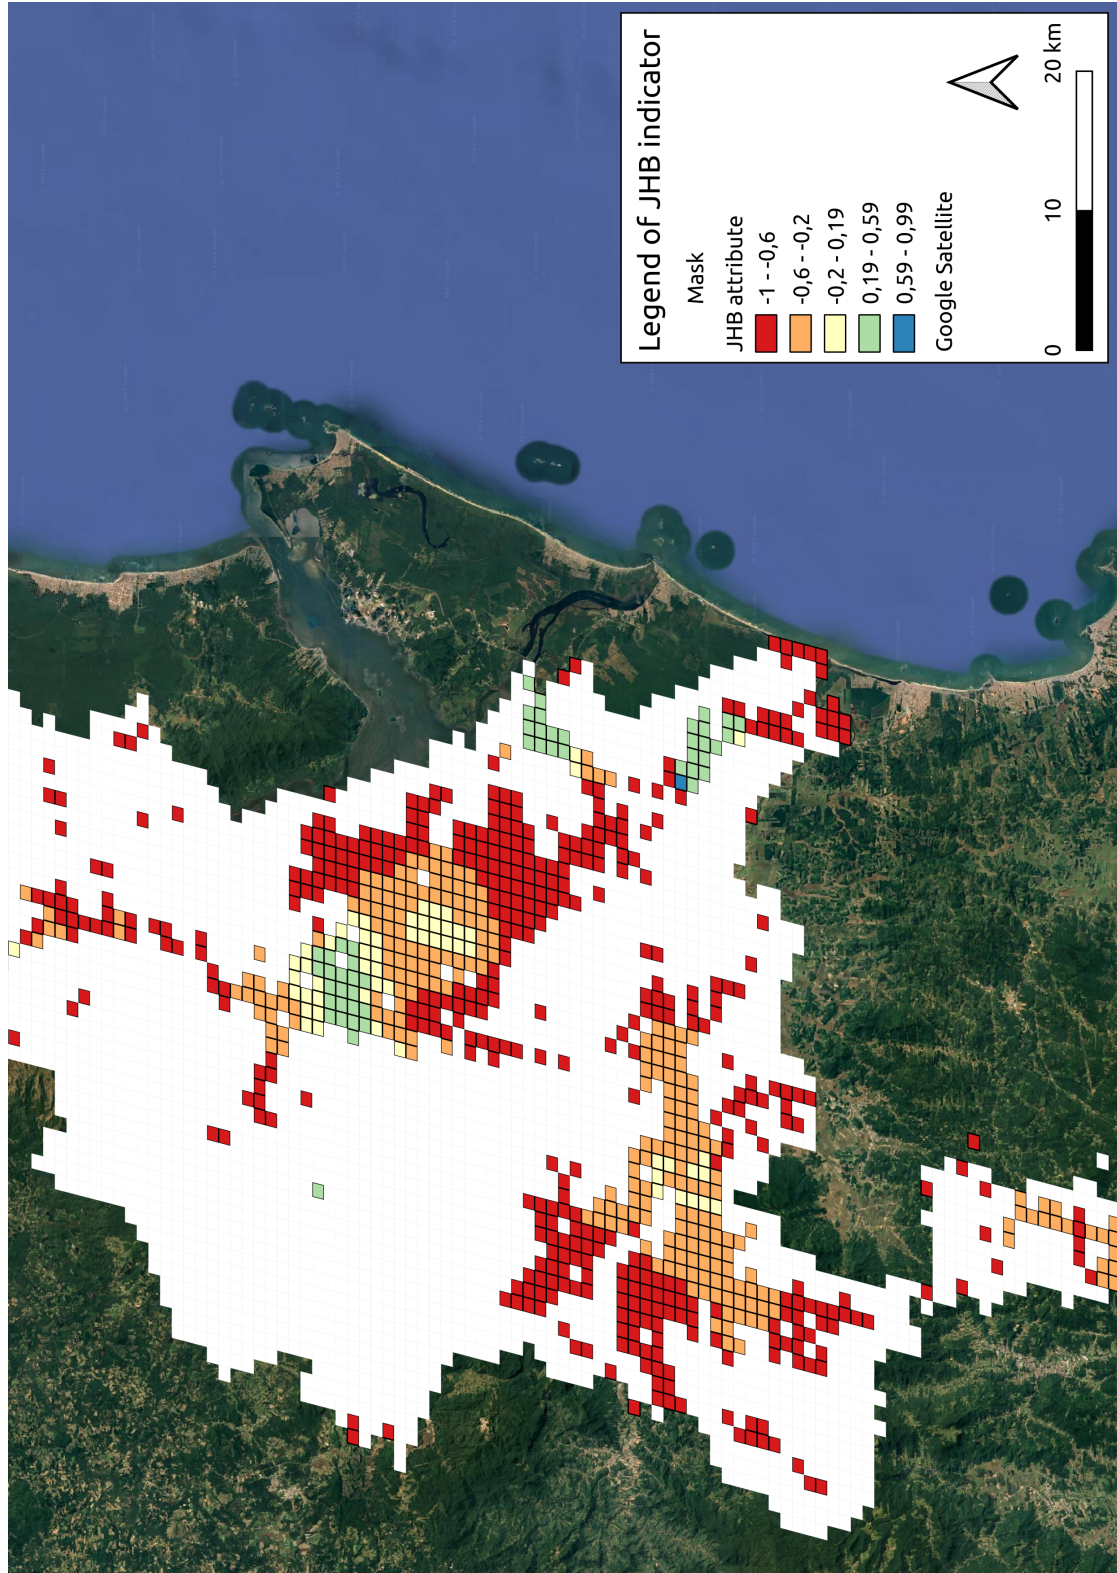 Legend of JHB indicator
Mask
JHB attribute
-1 - -0,6
-0,6 - -0,2
-0,2 - 0,19
0,19 - 0,59
0,59 - 0,99
Google Satellite
0 10 20 km